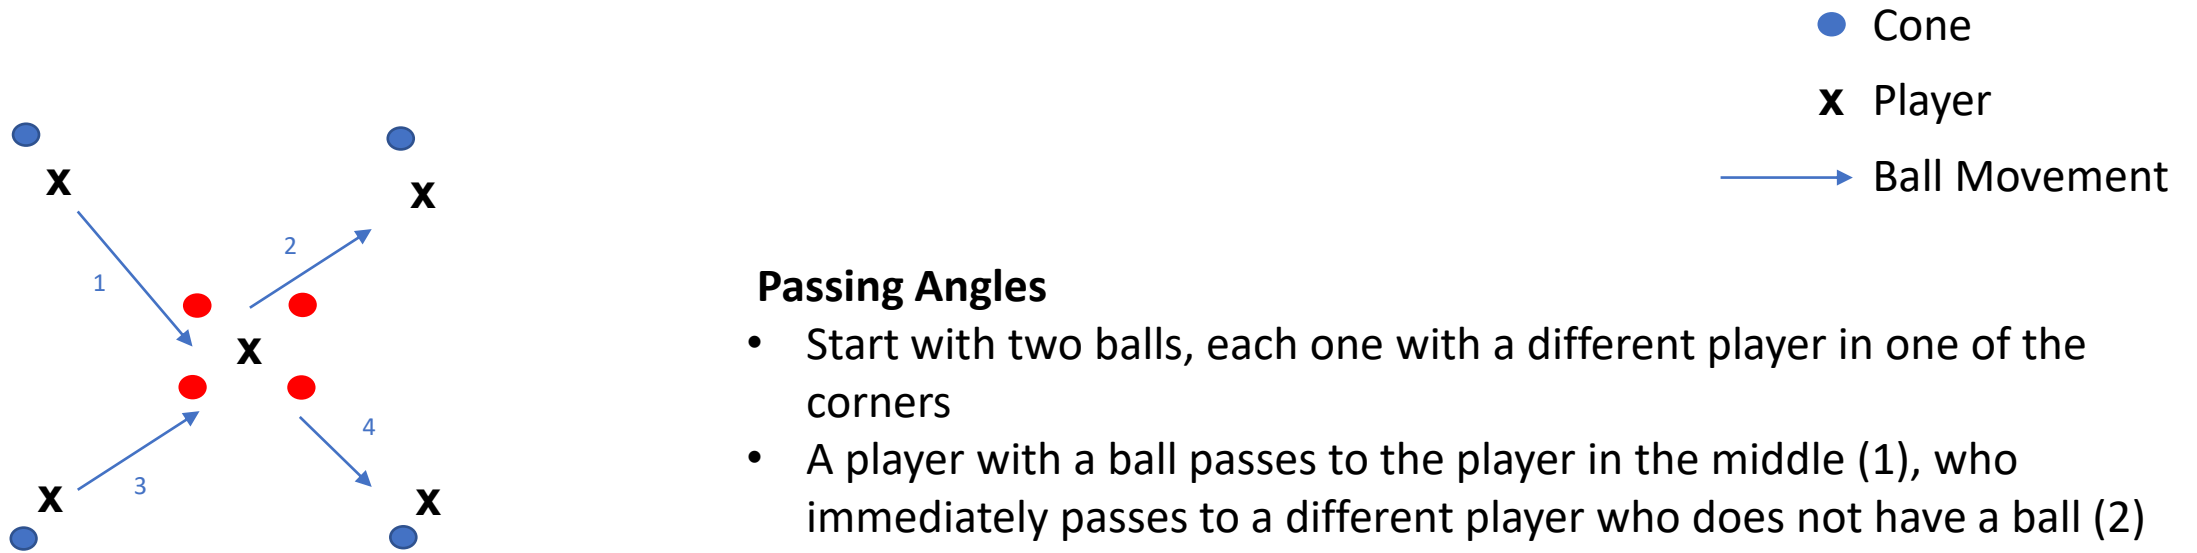 Cone
x Player
Ball Movement
x
x
2
1
x
4
3
x
x
Passing Angles
• Start with two balls, each one with a different player in one of the
corners
• A player with a ball passes to the player in the middle (1), who
immediately passes to a different player who does not have a ball (2)